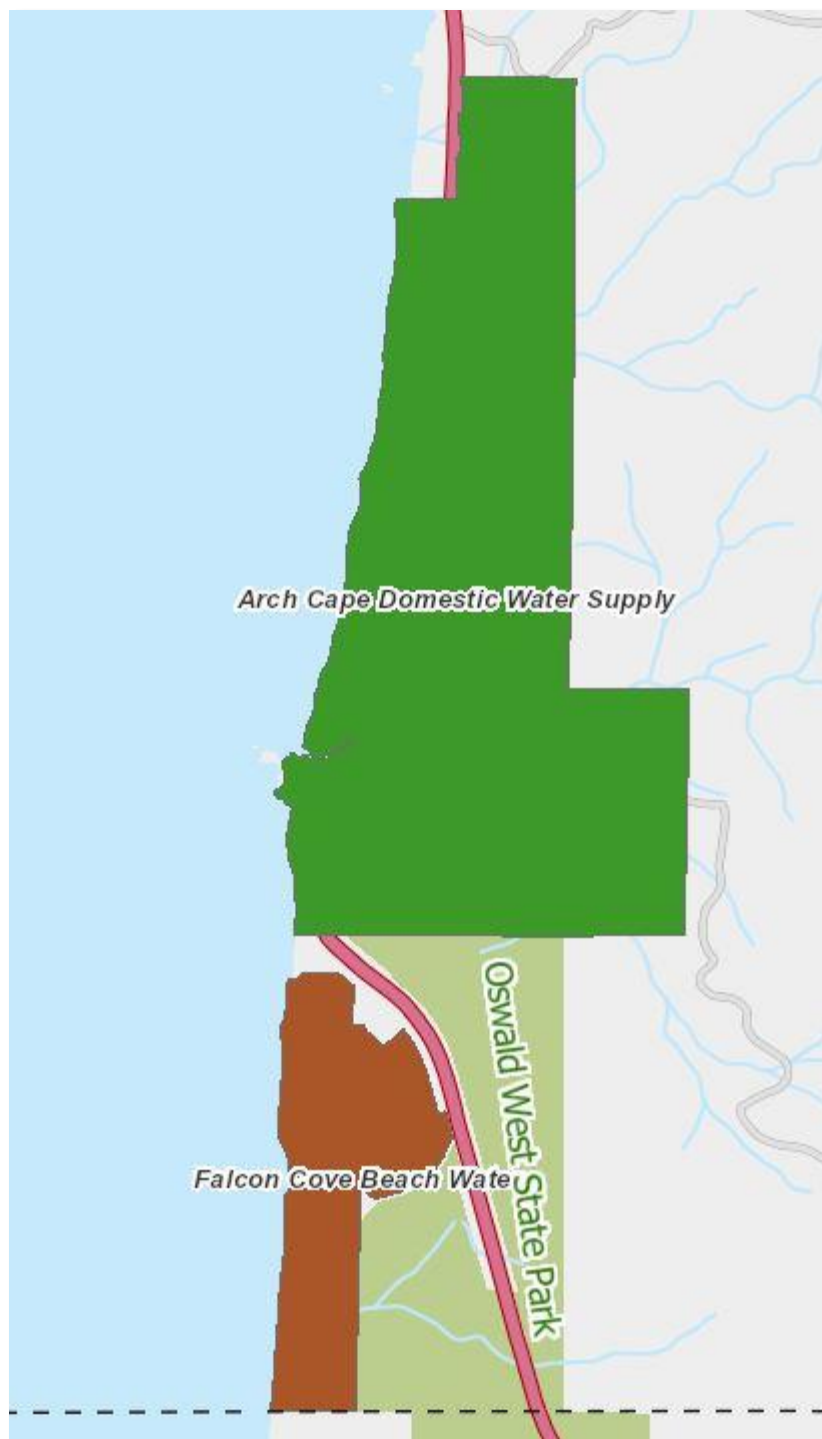 Arch Cape Domestic Water Supply
Oswald West State Park
Falcon Cove Beach Wate